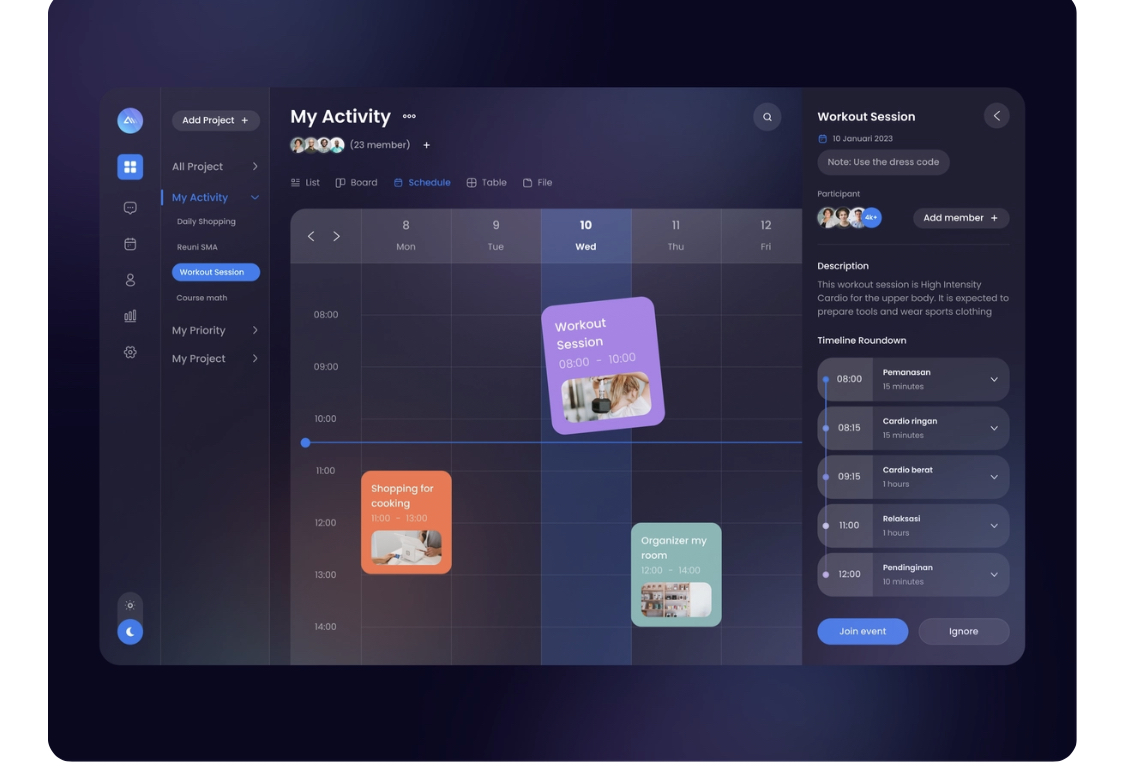 Add Project +
All Project
My Activity
Daily Shopping
Reuni SMA
Workout Session
Course math
My Priority
My Project
My Activity
(23 member) +
List Board Schedule Table File
8 9 10 11 12
Mon Tue Wed Thu Fri
08:00
09:00
10:00
11:00
12:00
13:00
14:00
Workout
Session
08:00 - 10:00
Shopping for
cooking
11:00 - 13:00
Organizer my
room
12:00 - 14:00
Workout Session
10 Januari 2023
Note: Use the dress code
Participant
4k+
Add member +
Description
This workout session is High Intensity
Cardio for the upper body. It is expected to
prepare tools and wear sports clothing
Timeline Roundown
08:00
Pemanasan
15 minutes
08:15
Cardio ringan
15 minutes
09:15
Cardio berat
1 hours
11:00
Relaksasi
1 hours
12:00
Pendinginan
10 minutes
Join event
Ignore